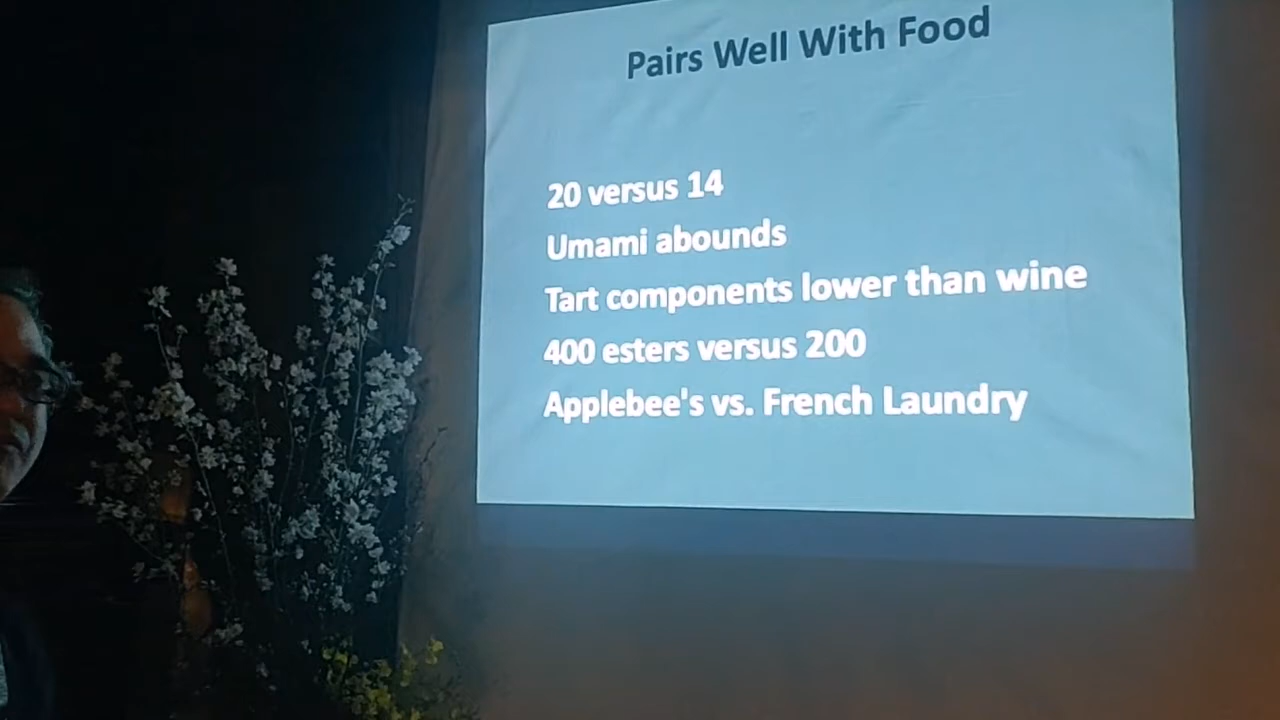 Pairs Well With Food
20 versus 14
Umami abounds
Tart components lower than wine
400 esters versus 200
Applebee's vs. French Laundry